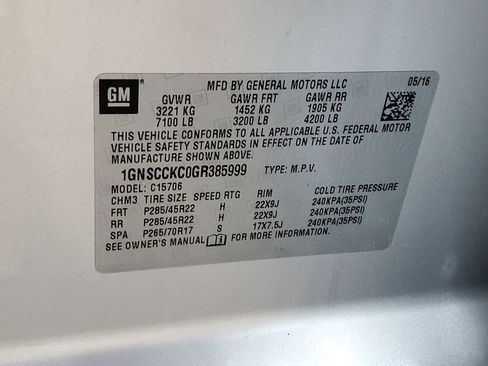 GM ®
MFD BY GENERAL MOTORS LLC 05/16
GVWR GAWR FRT GAWR RR
3221 KG 1452 KG 1905 KG
7100 LB 3200 LB 4200 LB
THIS VEHICLE CONFORMS TO ALL APPLICABLE U.S. FEDERAL MOTOR
VEHICLE SAFETY STANDARDS IN EFFECT ON THE DATE OF
MANUFACTURE SHOWN ABOVE.
1GNSCCKC0GR385999 TYPE: M.P.V.
MODEL: C15706
CHM3 TIRE SIZE SPEED RTG RIM COLD TIRE PRESSURE
FRT P285/45R22 H 22X9J 240KPA(35PSI)
RR P285/45R22 H 22X9J 240KPA(35PSI)
SPA P265/70R17 S 17X7.5J 240KPA(35PSI)
SEE OWNER'S MANUAL FOR MORE INFORMATION.